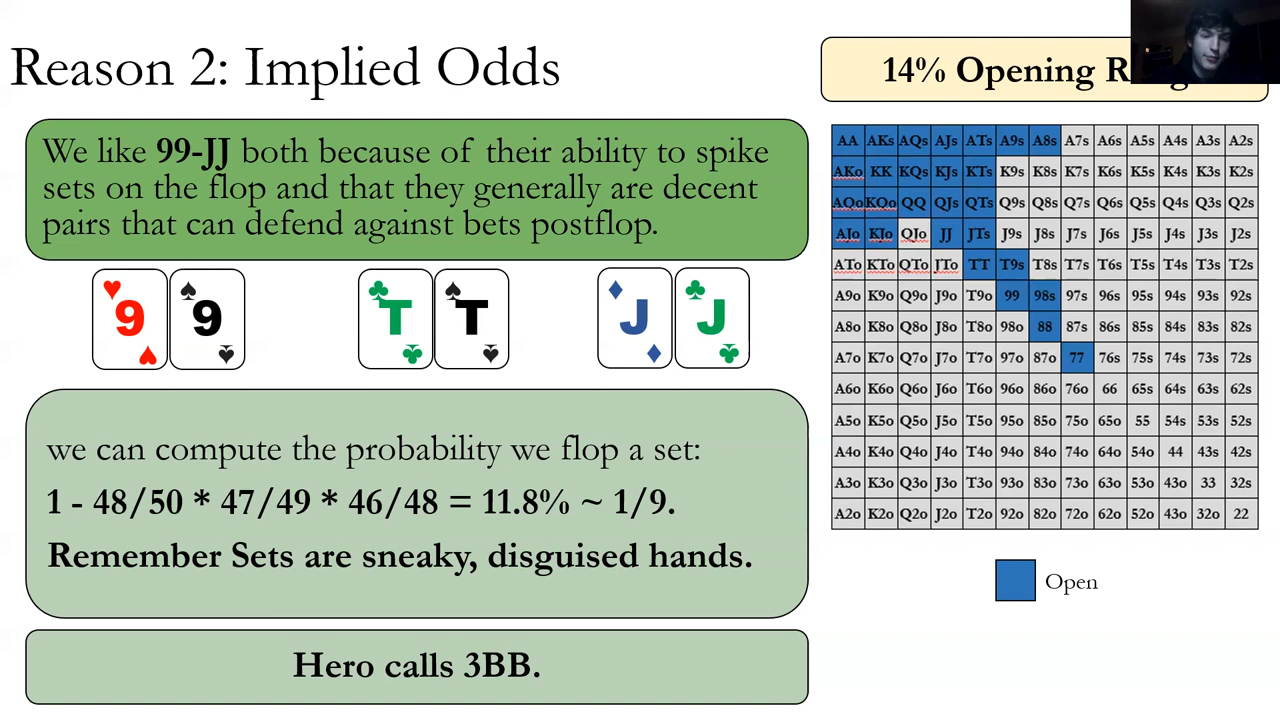 Reason 2: Implied Odds
14% Opening
We like 99-JJ both because of their ability to spike
sets on the flop and that they generally are decent
pairs that can defend against bets postflop.
9 9 T T J J
we can compute the probability we flop a set:
1 - 48/50 * 47/49 * 46/48 = 11.8% ~ 1/9.
Remember Sets are sneaky, disguised hands.
Hero calls 3BB.
AA AKs AQs AJs ATs A9s A8s A7s A6s A5s A4s A3s A2s
AKo KK KQs KJs KTs K9s K8s K7s K6s K5s K4s K3s K2s
AQo KQo QQ QJs QTs Q9s Q8s Q7s Q6s Q5s Q4s Q3s Q2s
AJo KJo QJo JJ JTs J9s J8s J7s J6s J5s J4s J3s J2s
ATo KTo QTo JTo TT T9s T8s T7s T6s T5s T4s T3s T2s
A9o K9o Q9o J9o T9o 99 98s 97s 96s 95s 94s 93s 92s
A8o K8o Q8o J8o T8o 98o 88 87s 86s 85s 84s 83s 82s
A7o K7o Q7o J7o T7o 97o 87o 77 76s 75s 74s 73s 72s
A6o K6o Q6o J6o T6o 96o 86o 76o 66 65s 64s 63s 62s
A5o K5o Q5o J5o T5o 95o 85o 75o 65o 55 54s 53s 52s
A4o K4o Q4o J4o T4o 94o 84o 74o 64o 54o 44 43s 42s
A3o K3o Q3o J3o T3o 93o 83o 73o 63o 53o 43o 33 32s
A2o K2o Q2o J2o T2o 92o 82o 72o 62o 52o 43o 32o 22
Open